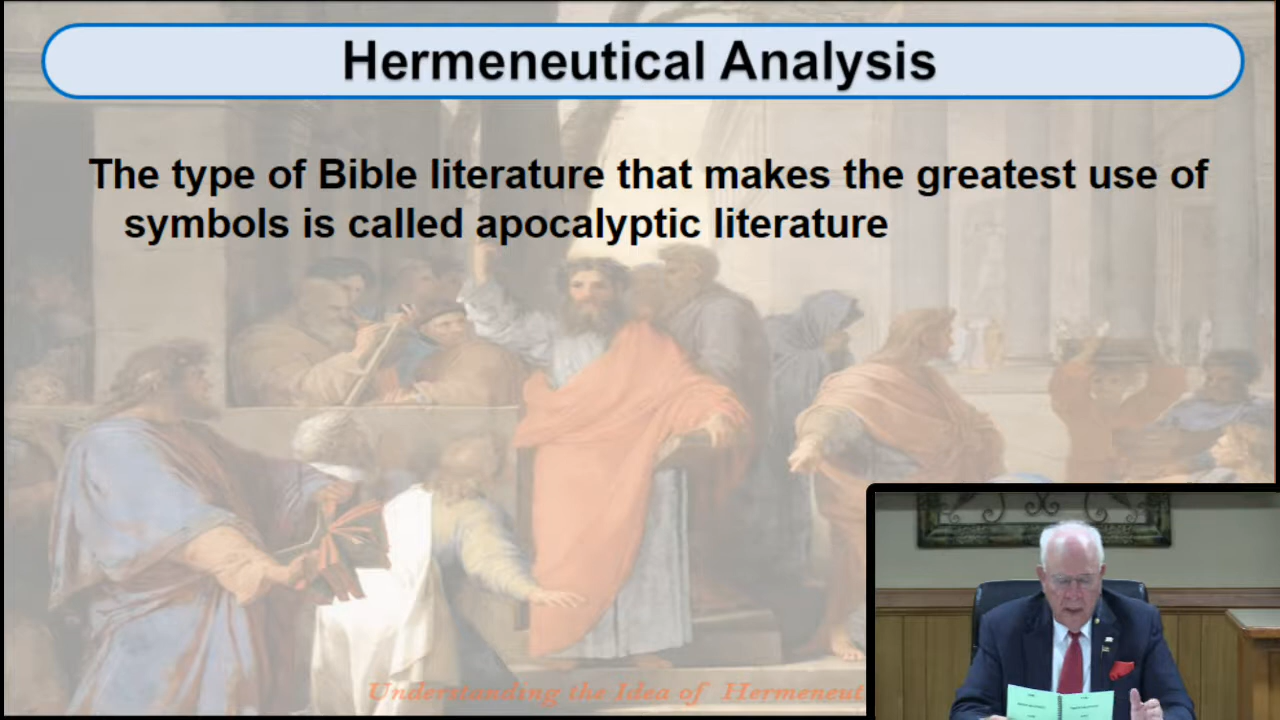 Hermeneutical Analysis
The type of Bible literature that makes the greatest use of
symbols is called apocalyptic literature
Understanding the Idea of Hermeneut